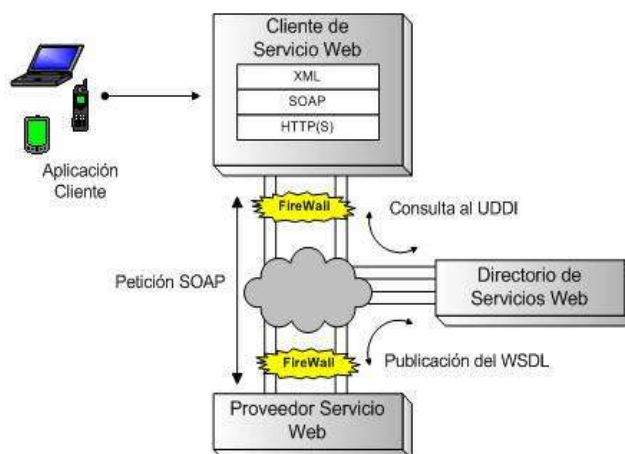 Cliente de
Servicio Web
XML
SOAP
HTTP(S)
Aplicación
Cliente
FireWall
Consulta al UDDI
Petición SOAP
Directorio de
Servicios Web
FireWall
Publicación del WSDL
Proveedor Servicio
Web